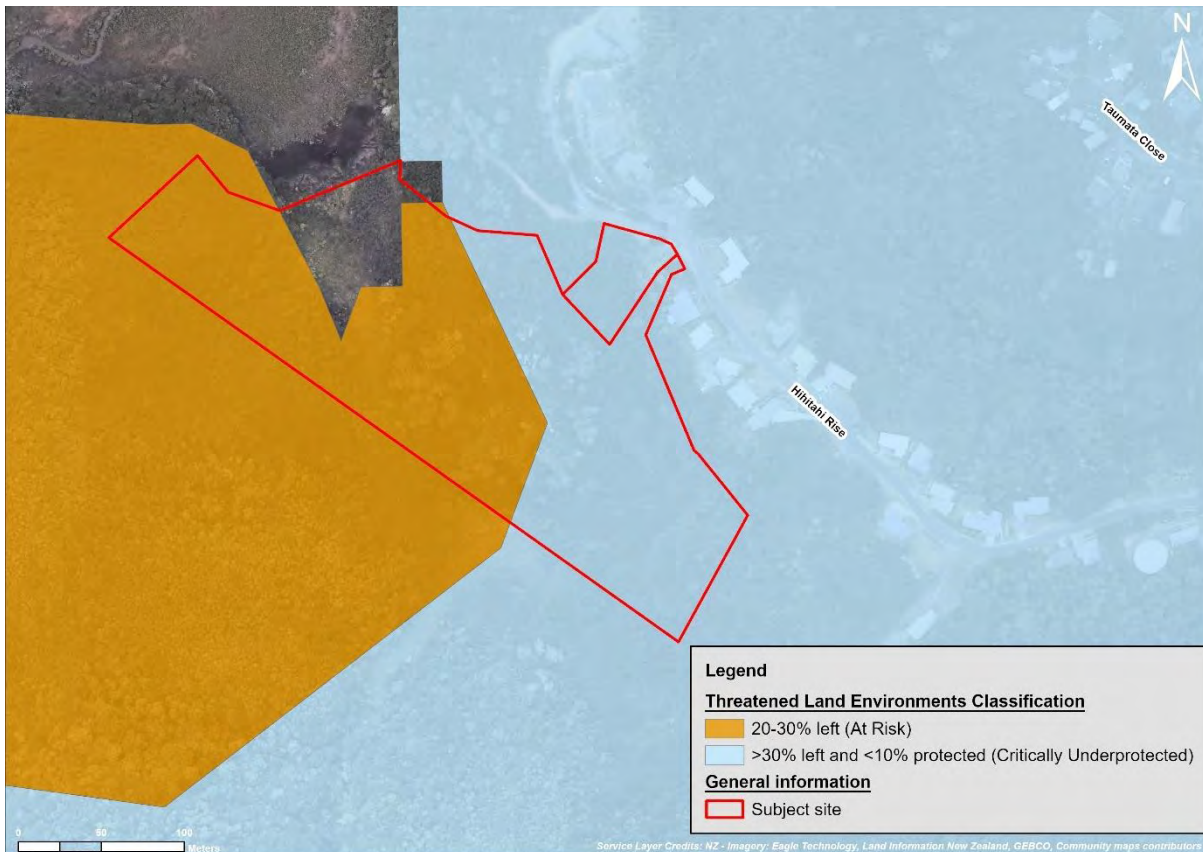 N
Taumata Close
Hihitahi Rise
Legend
Threatened Land Environments Classification
20-30% left (At Risk)
>30% left and <10% protected (Critically Underprotected)
General information
Subject site
0 50 100
Meters
Service Layer Credits: NZ - Imagery: Eagle Technology, Land Information New Zealand, GEBCO, Community maps contributors